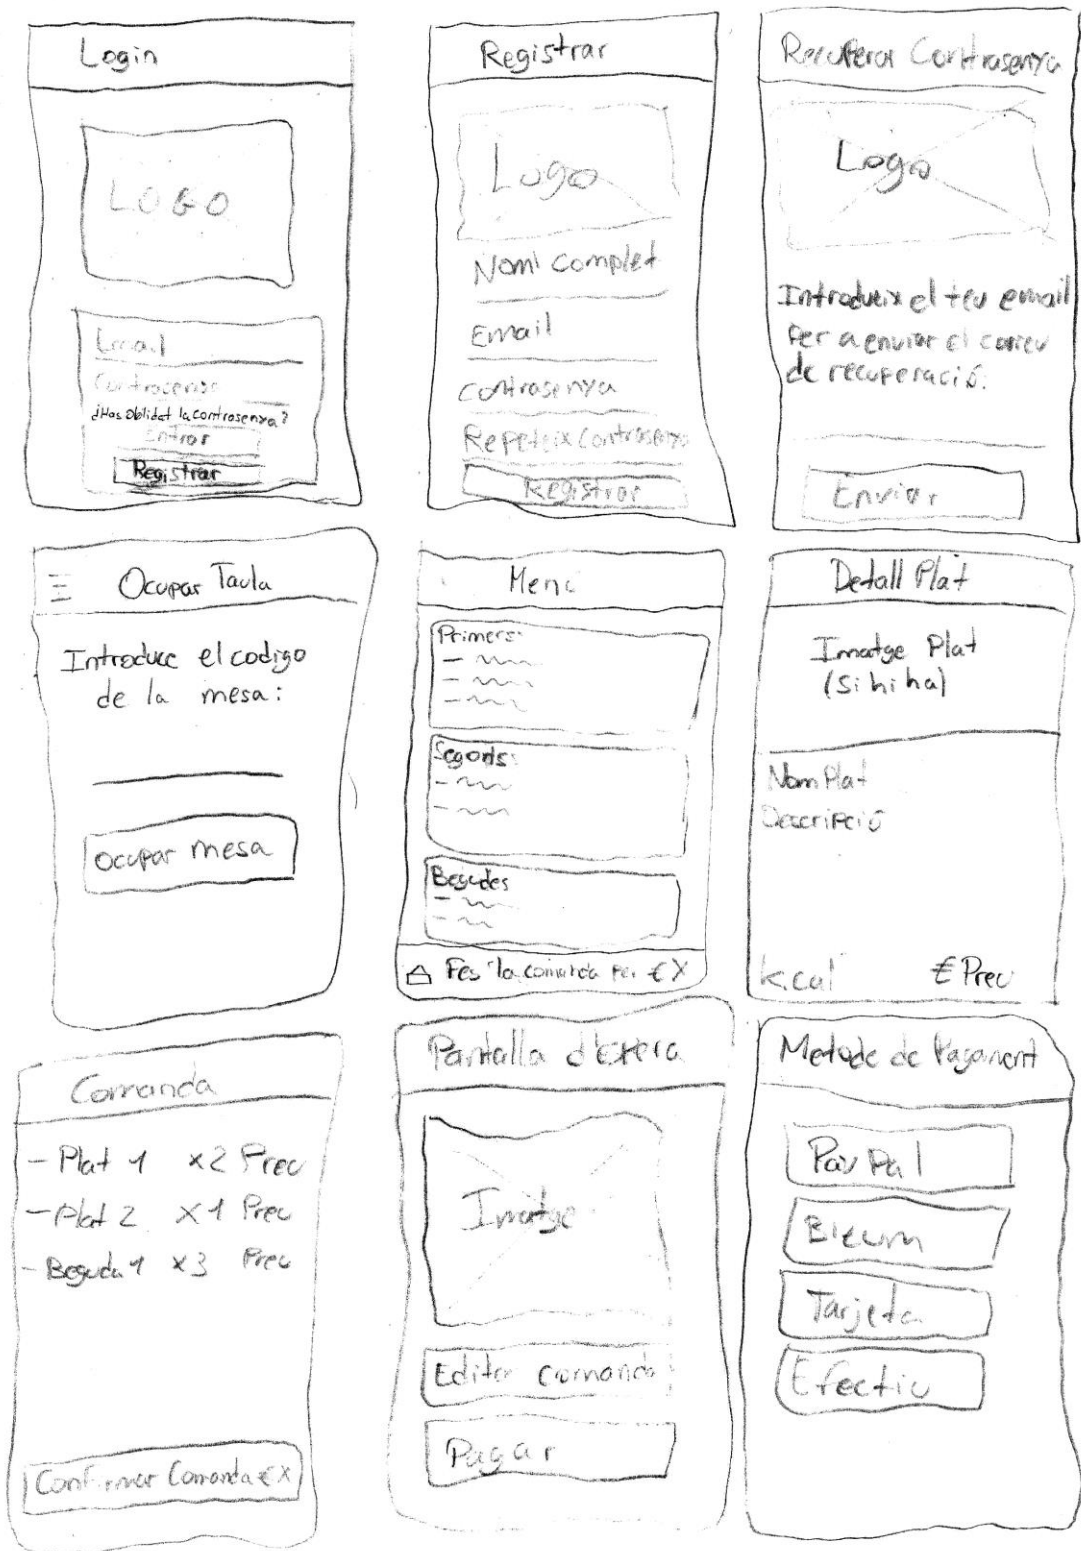 Login
LOGO
Email
¿Has oblidat la contrasenya?
Entrar
Registrar
Registrar
Logo
Nom complet
Email
contrasenya
Repeteix contrasenya
Registrar
Recuperar Contrasenya
Logo
Introdueix el teu email
Per a enviar el correu
de recuperació.
Enviar
Ocupar Taula
Introduce el codigo
de la mesa:
ocupar mesa
Menú
Primers:
Segonts:
Begudes
Fes la comanda per €X
Detall Plat
Imatge Plat
(Si hi ha)
Nom Plat
Descripció
k.cal €Preu
Comanda
- Plat 1 x2 Preu
- Plat 2 x1 Preu
- Beguda 1 x3 Preu
Confirmar Comanda €X
Pantalla d'Espera
Imatge
Editar comanda
Pagar
Metode de Pagament
PayPal
Bizum
Tarjeta
Efectiu